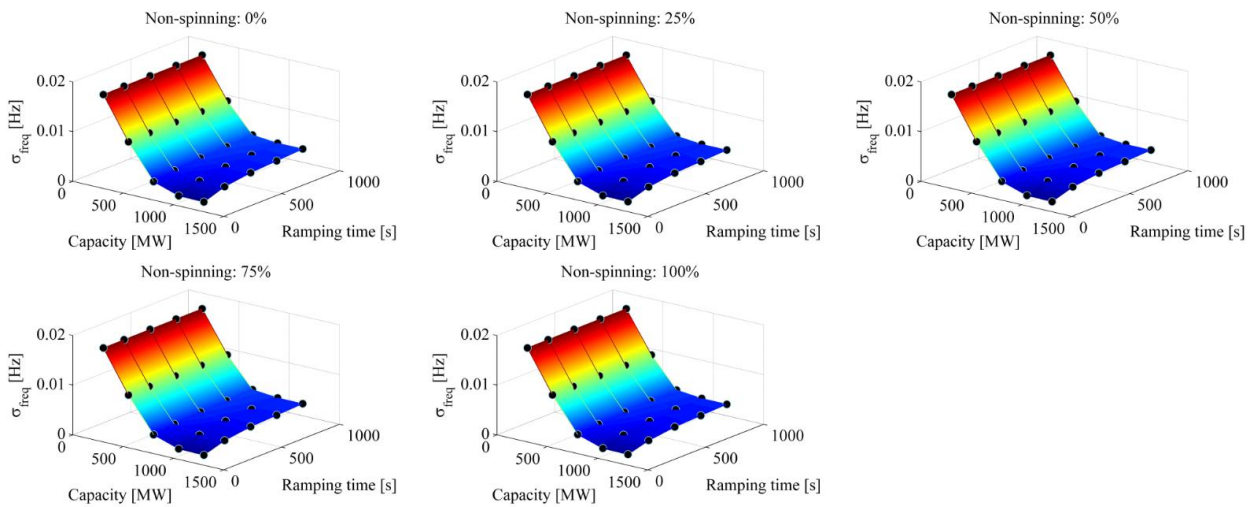 Non-spinning: 0%
σfreq [Hz]
0.02
0.01
0
0
500
1000
1500
Capacity [MW]
0
500
1000
Ramping time [s]
Non-spinning: 25%
σfreq [Hz]
0.02
0.01
0
0
500
1000
1500
Capacity [MW]
0
500
1000
Ramping time [s]
Non-spinning: 50%
σfreq [Hz]
0.02
0.01
0
0
500
1000
1500
Capacity [MW]
0
500
1000
Ramping time [s]
Non-spinning: 75%
σfreq [Hz]
0.02
0.01
0
0
500
1000
1500
Capacity [MW]
0
500
1000
Ramping time [s]
Non-spinning: 100%
σfreq [Hz]
0.02
0.01
0
0
500
1000
1500
Capacity [MW]
0
500
1000
Ramping time [s]